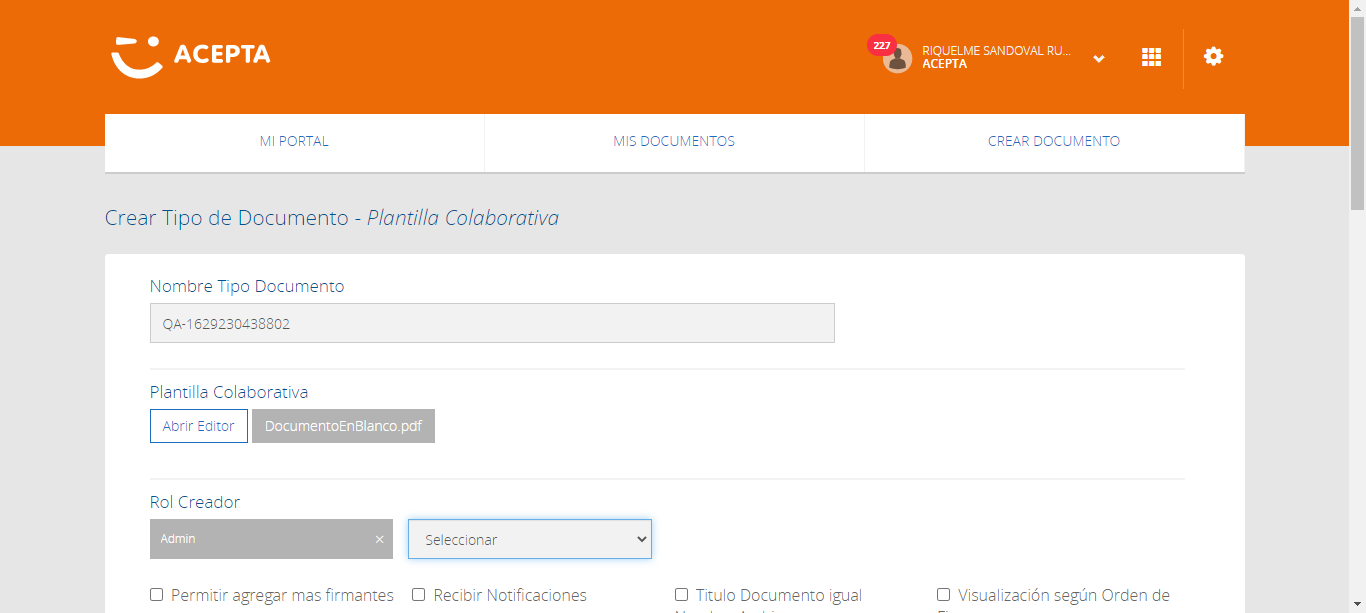 ACEPTA
227
RIQUELME SANDOVAL RU...
ACEPTA
MI PORTAL
MIS DOCUMENTOS
CREAR DOCUMENTO
Crear Tipo de Documento - Plantilla Colaborativa
Nombre Tipo Documento
QA-1629230438802
Plantilla Colaborativa
Abrir Editor
DocumentoEnBlanco.pdf
Rol Creador
Admin ×
Seleccionar
Permitir agregar mas firmantes
Recibir Notificaciones
Titulo Documento igual
Visualización según Orden de